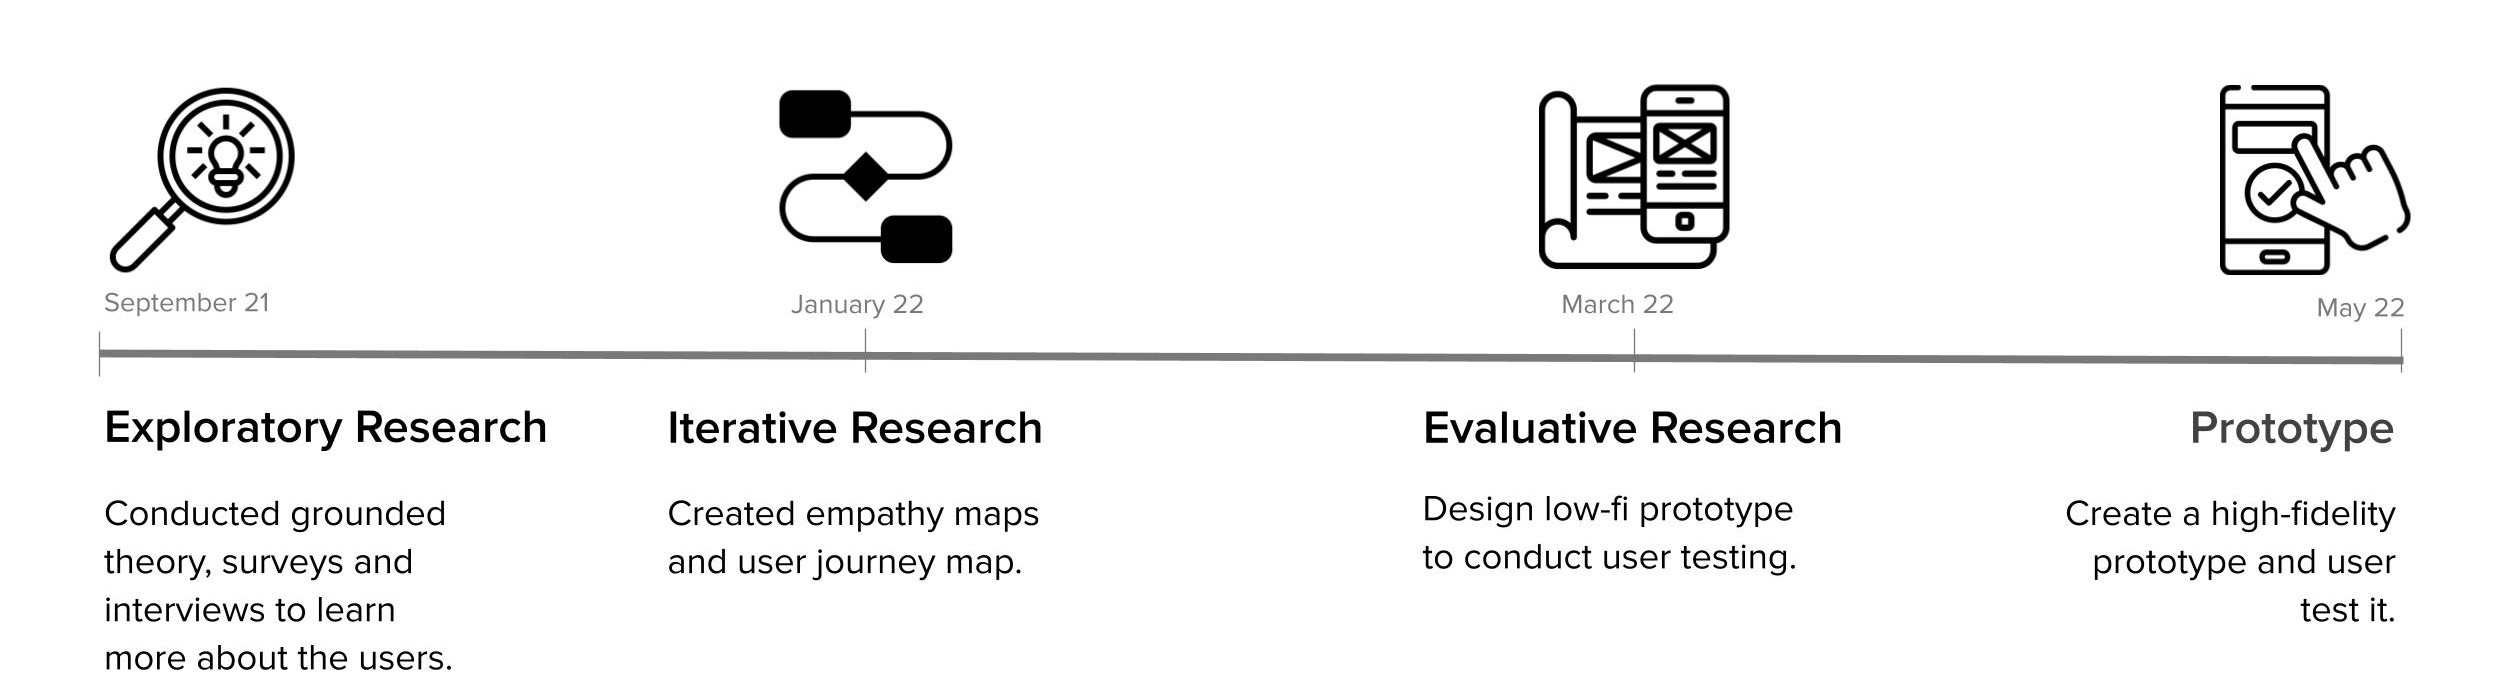 September 21
January 22
March 22
May 22
Exploratory Research
Conducted grounded
theory, surveys and
interviews to learn
more about the users.
Iterative Research
Created empathy maps
and user journey map.
Evaluative Research
Design low-fi prototype
to conduct user testing.
Prototype
Create a high-fidelity
prototype and user
test it.